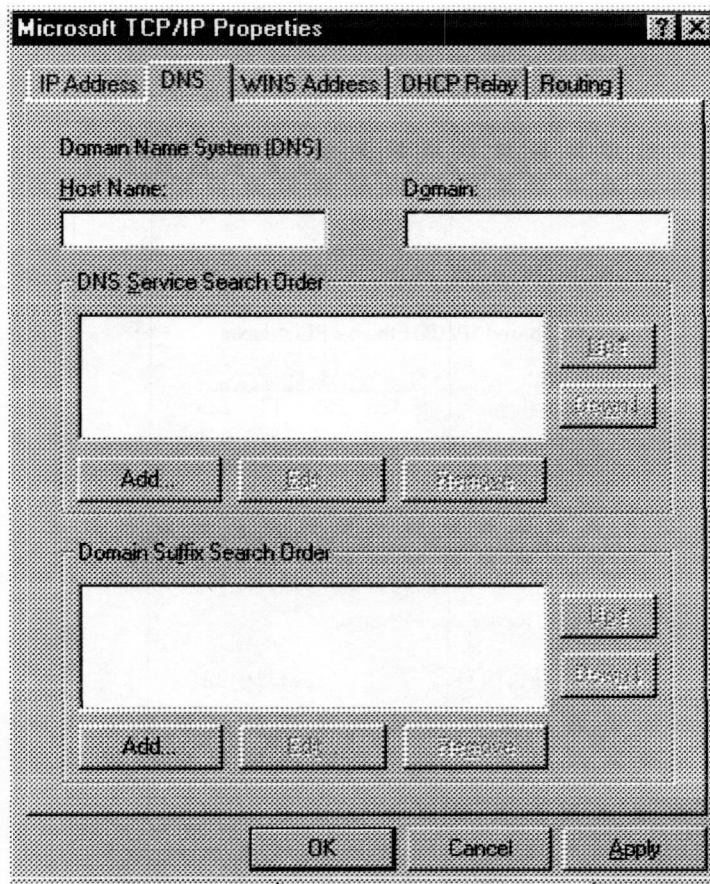 Microsoft TCP/IP Properties
IP Address DNS WINS Address DHCP Relay Routing
Domain Name System (DNS)
Host Name: Domain:
DNS Service Search Order
Up↑
Down↓
Add... Edit... Remove
Domain Suffix Search Order
Up↑
Down↓
Add... Edit... Remove
OK Cancel Apply